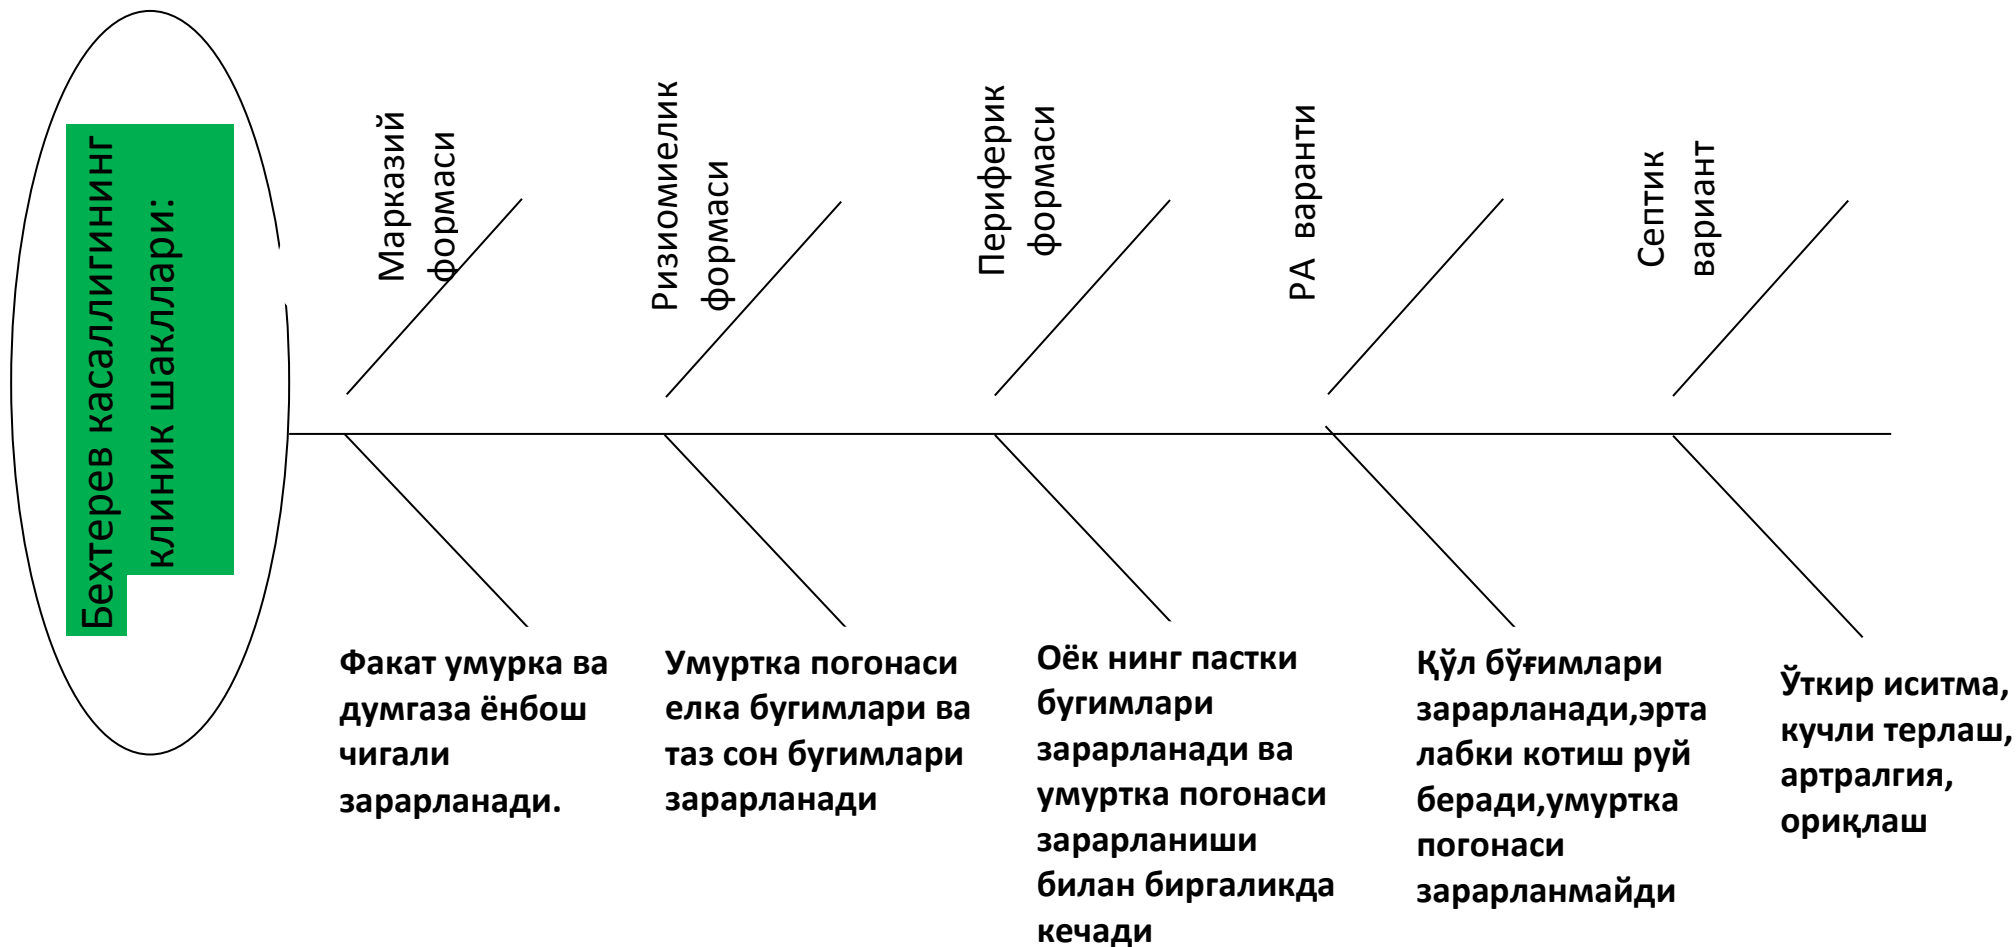 Бехтерев касаллигининг
клиник шакллари:
Марказий
формаси
Ризиомиелик
формаси
Периферик
формаси
РА варанти
Септик
вариант
Факат умурка ва
думгаза ёнбош
чигали
зарарланади.
Умуртка погонаси
елка бугимлари ва
таз сон бугимлари
зарарланади
Оёк нинг пастки
бугимлари
зарарланади ва
умуртка погонаси
зарарланиши
билан биргаликда
кечади
Қўл бўғимлари
зарарланади,эрта
лабки котиш руй
беради,умуртка
погонаси
зарарланмайди
Ўткир иситма,
кучли терлаш,
артралгия,
ориқлаш